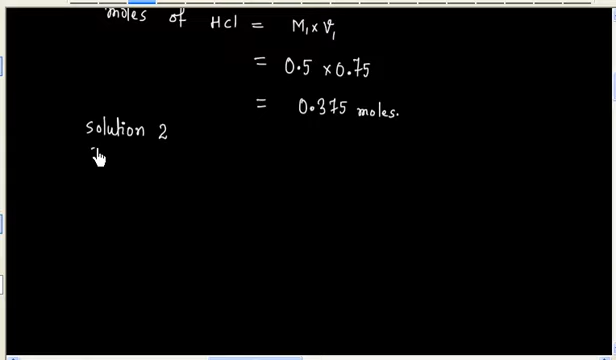 moles of HCl = M₁ x V₁
= 0.5 x 0.75
= 0.375 moles.
Solution 2